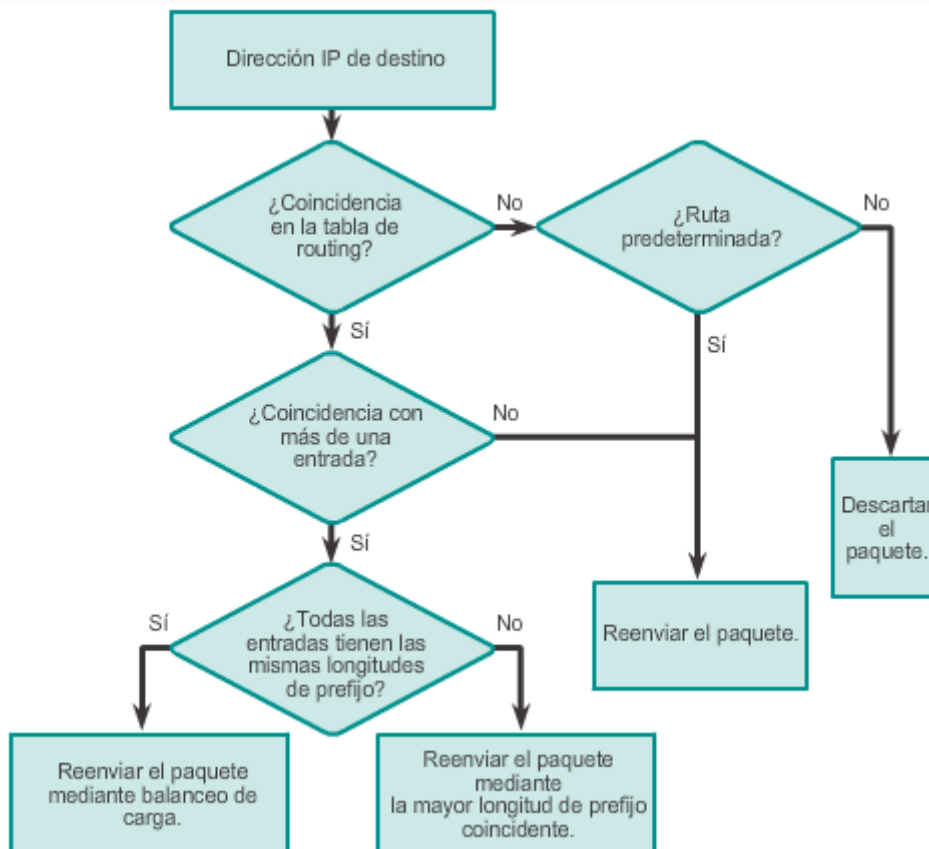 Dirección IP de destino
¿Coincidencia
en la tabla de
routing?
No
¿Ruta
predeterminada?
No
Sí
Sí
¿Coincidencia con
más de una
entrada?
No
Descartar
el
paquete.
Sí
Reenviar el paquete.
Sí
¿Todas las
entradas tienen las
mismas longitudes
de prefijo?
No
Reenviar el paquete
mediante balanceo de
carga.
Reenviar el paquete
mediante
la mayor longitud de prefijo
coincidente.